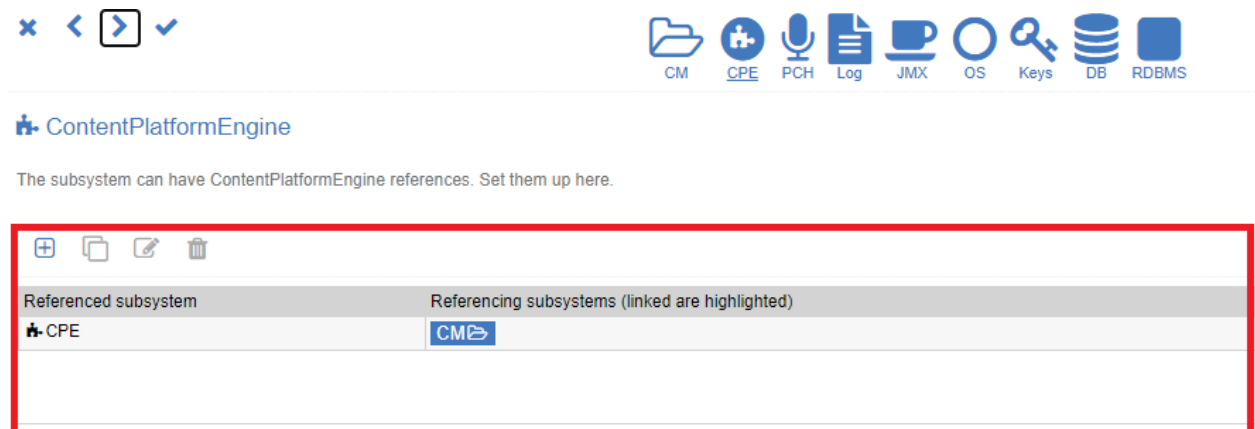 CM CPE PCH Log JMX OS Keys DB RDBMS
ContentPlatformEngine
The subsystem can have ContentPlatformEngine references. Set them up here.
Referenced subsystem Referencing subsystems (linked are highlighted)
CPE CM